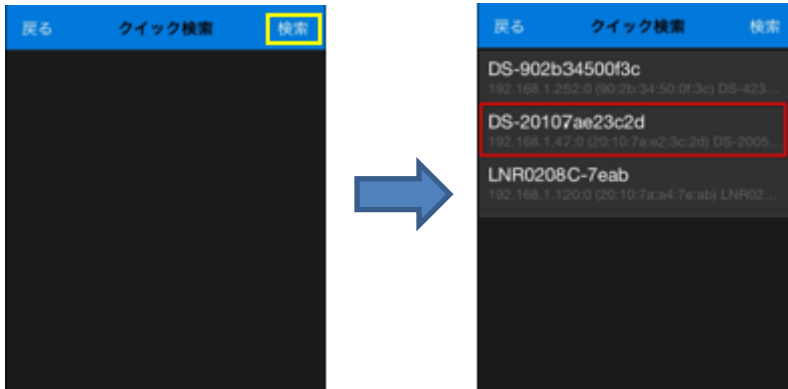 戻る クイック検索 検索
戻る クイック検索 検索
DS-902b34500f3c
192.168.1.252:0 (90:2b:34:50:0f:3c) DS-423...
DS-20107ae23c2d
192.168.1.47:0 (20:10:7a:e2:3c:2d) DS-2005...
LNR0208C-7eab
192.168.1.120:0 (20:10:7a:a4:7e:ab) LNR02...